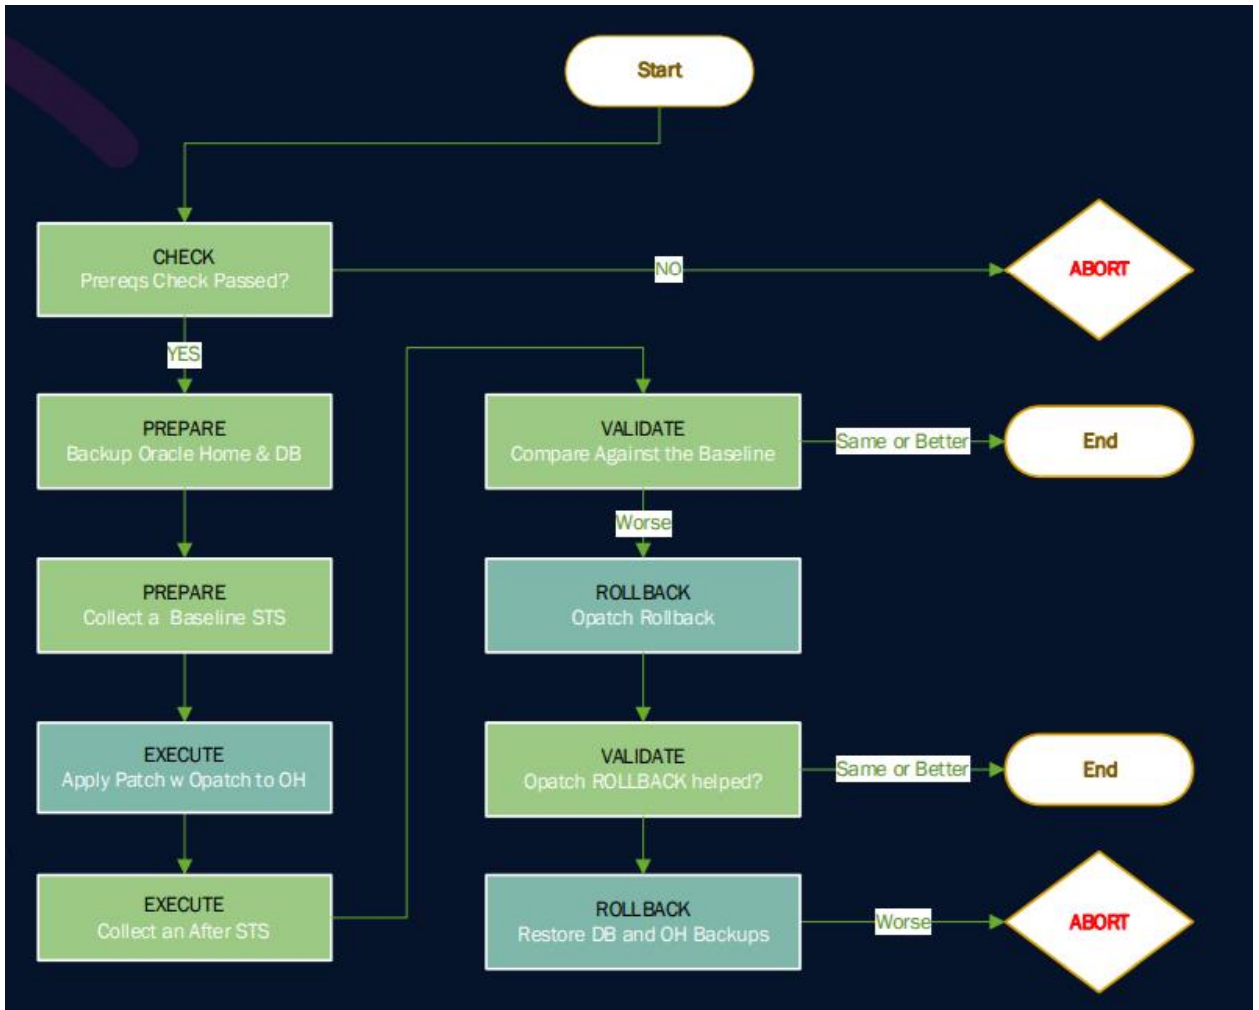 Start
CHECK
Prereqs Check Passed?
NO
ABORT
YES
PREPARE
Backup Oracle Home & DB
PREPARE
Collect a Baseline STS
EXECUTE
Apply Patch w Opatch to OH
EXECUTE
Collect an After STS
VALIDATE
Compare Against the Baseline
Same or Better
End
Worse
ROLLBACK
Opatch Rollback
VALIDATE
Opatch ROLLBACK helped?
Same or Better
End
ROLLBACK
Restore DB and OH Backups
Worse
ABORT